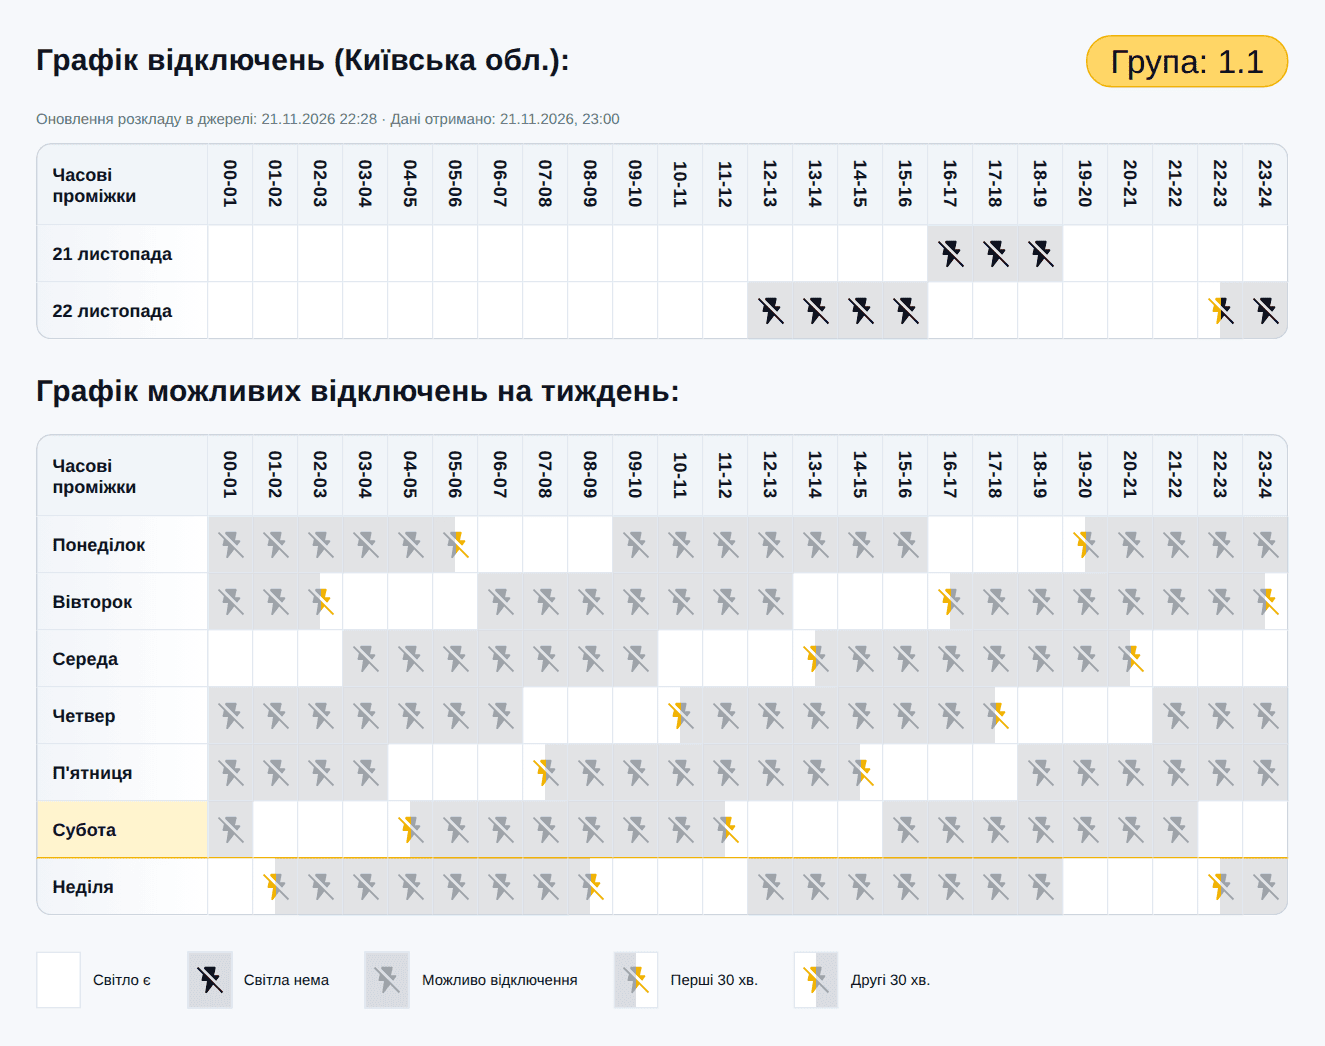 Графік відключень (Київська обл.):
Група: 1.1
Оновлення розкладу в джерелі: 21.11.2026 22:28 · Дані отримано: 21.11.2026, 23:00
Часові
проміжки
00-01 01-02 02-03 03-04 04-05 05-06 06-07 07-08 08-09 09-10 10-11 11-12 12-13 13-14 14-15 15-16 16-17 17-18 18-19 19-20 20-21 21-22 22-23 23-24
21 листопада
22 листопада
Графік можливих відключень на тиждень:
Часові
проміжки
00-01 01-02 02-03 03-04 04-05 05-06 06-07 07-08 08-09 09-10 10-11 11-12 12-13 13-14 14-15 15-16 16-17 17-18 18-19 19-20 20-21 21-22 22-23 23-24
Понеділок
Вівторок
Середа
Четвер
П'ятниця
Субота
Неділя
Світло є
Світла нема
Можливо відключення
Перші 30 хв.
Другі 30 хв.